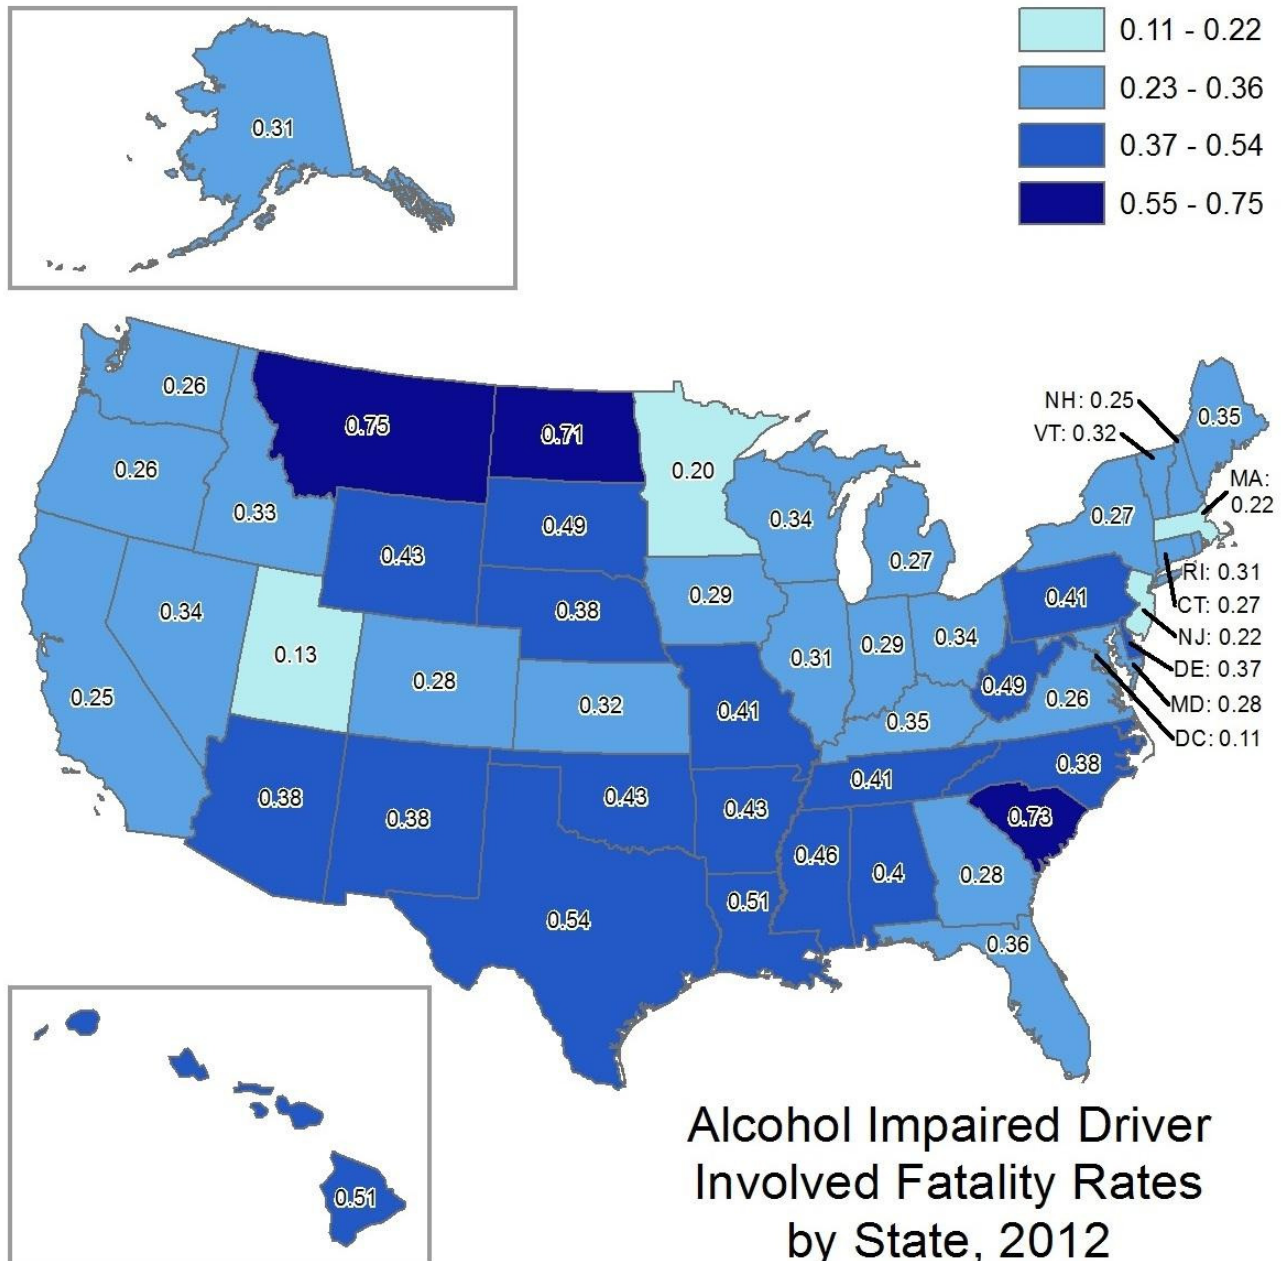 0.11 - 0.22
0.23 - 0.36
0.37 - 0.54
0.55 - 0.75
0.31
0.26
0.75
0.71
0.20
0.35
NH: 0.25
VT: 0.32
MA:
0.22
0.26
0.33
0.43
0.49
0.34
0.27
0.27
RI: 0.31
CT: 0.27
NJ: 0.22
DE: 0.37
MD: 0.28
DC: 0.11
0.34
0.13
0.38
0.29
0.31
0.29
0.34
0.41
0.25
0.28
0.32
0.41
0.35
0.49
0.26
0.38
0.38
0.43
0.43
0.41
0.38
0.73
0.54
0.51
0.46
0.4
0.28
0.36
0.51
Alcohol Impaired Driver
Involved Fatality Rates
by State, 2012